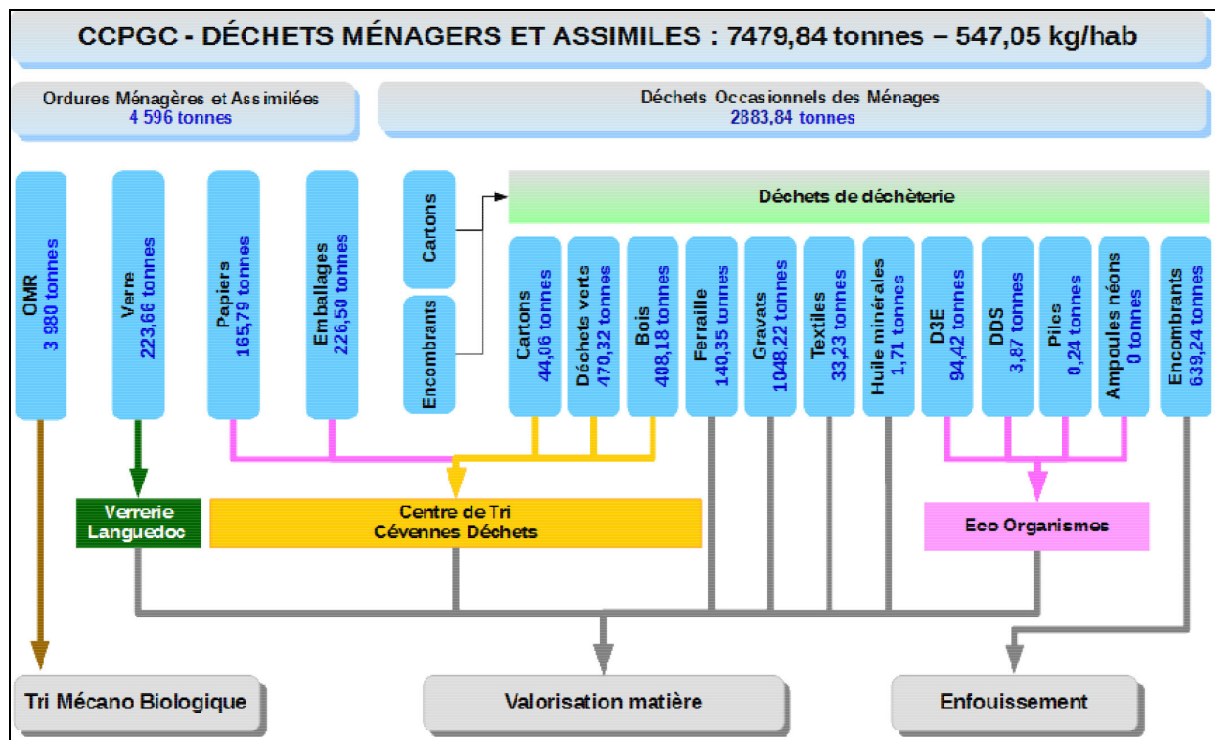 CCPGC - DÉCHETS MÉNAGERS ET ASSIMILES : 7479,84 tonnes – 547,05 kg/hab
Ordures Ménagères et Assimilées
4 596 tonnes
Déchets Occasionnels des Ménages
2883,84 tonnes
OMR
3 980 tonnes
Verre
223,66 tonnes
Papiers
165,79 tonnes
Emballages
226,50 tonnes
Cartons
Encombrants
Déchets de déchèterie
Cartons
44,06 tonnes
Déchets verts
470,32 tonnes
Bois
408,18 tonnes
Ferraille
140,35 tonnes
Gravats
1048,22 tonnes
Textiles
33,23 tonnes
Huile minérales
1,71 tonnes
D3E
94,42 tonnes
DDS
3,87 tonnes
Piles
0,24 tonnes
Ampoules néons
0 tonnes
Encombrants
639,24 tonnes
Verrerie
Languedoc
Centre de Tri
Cévennes Déchets
Eco Organismes
Tri Mécano Biologique
Valorisation matière
Enfouissement